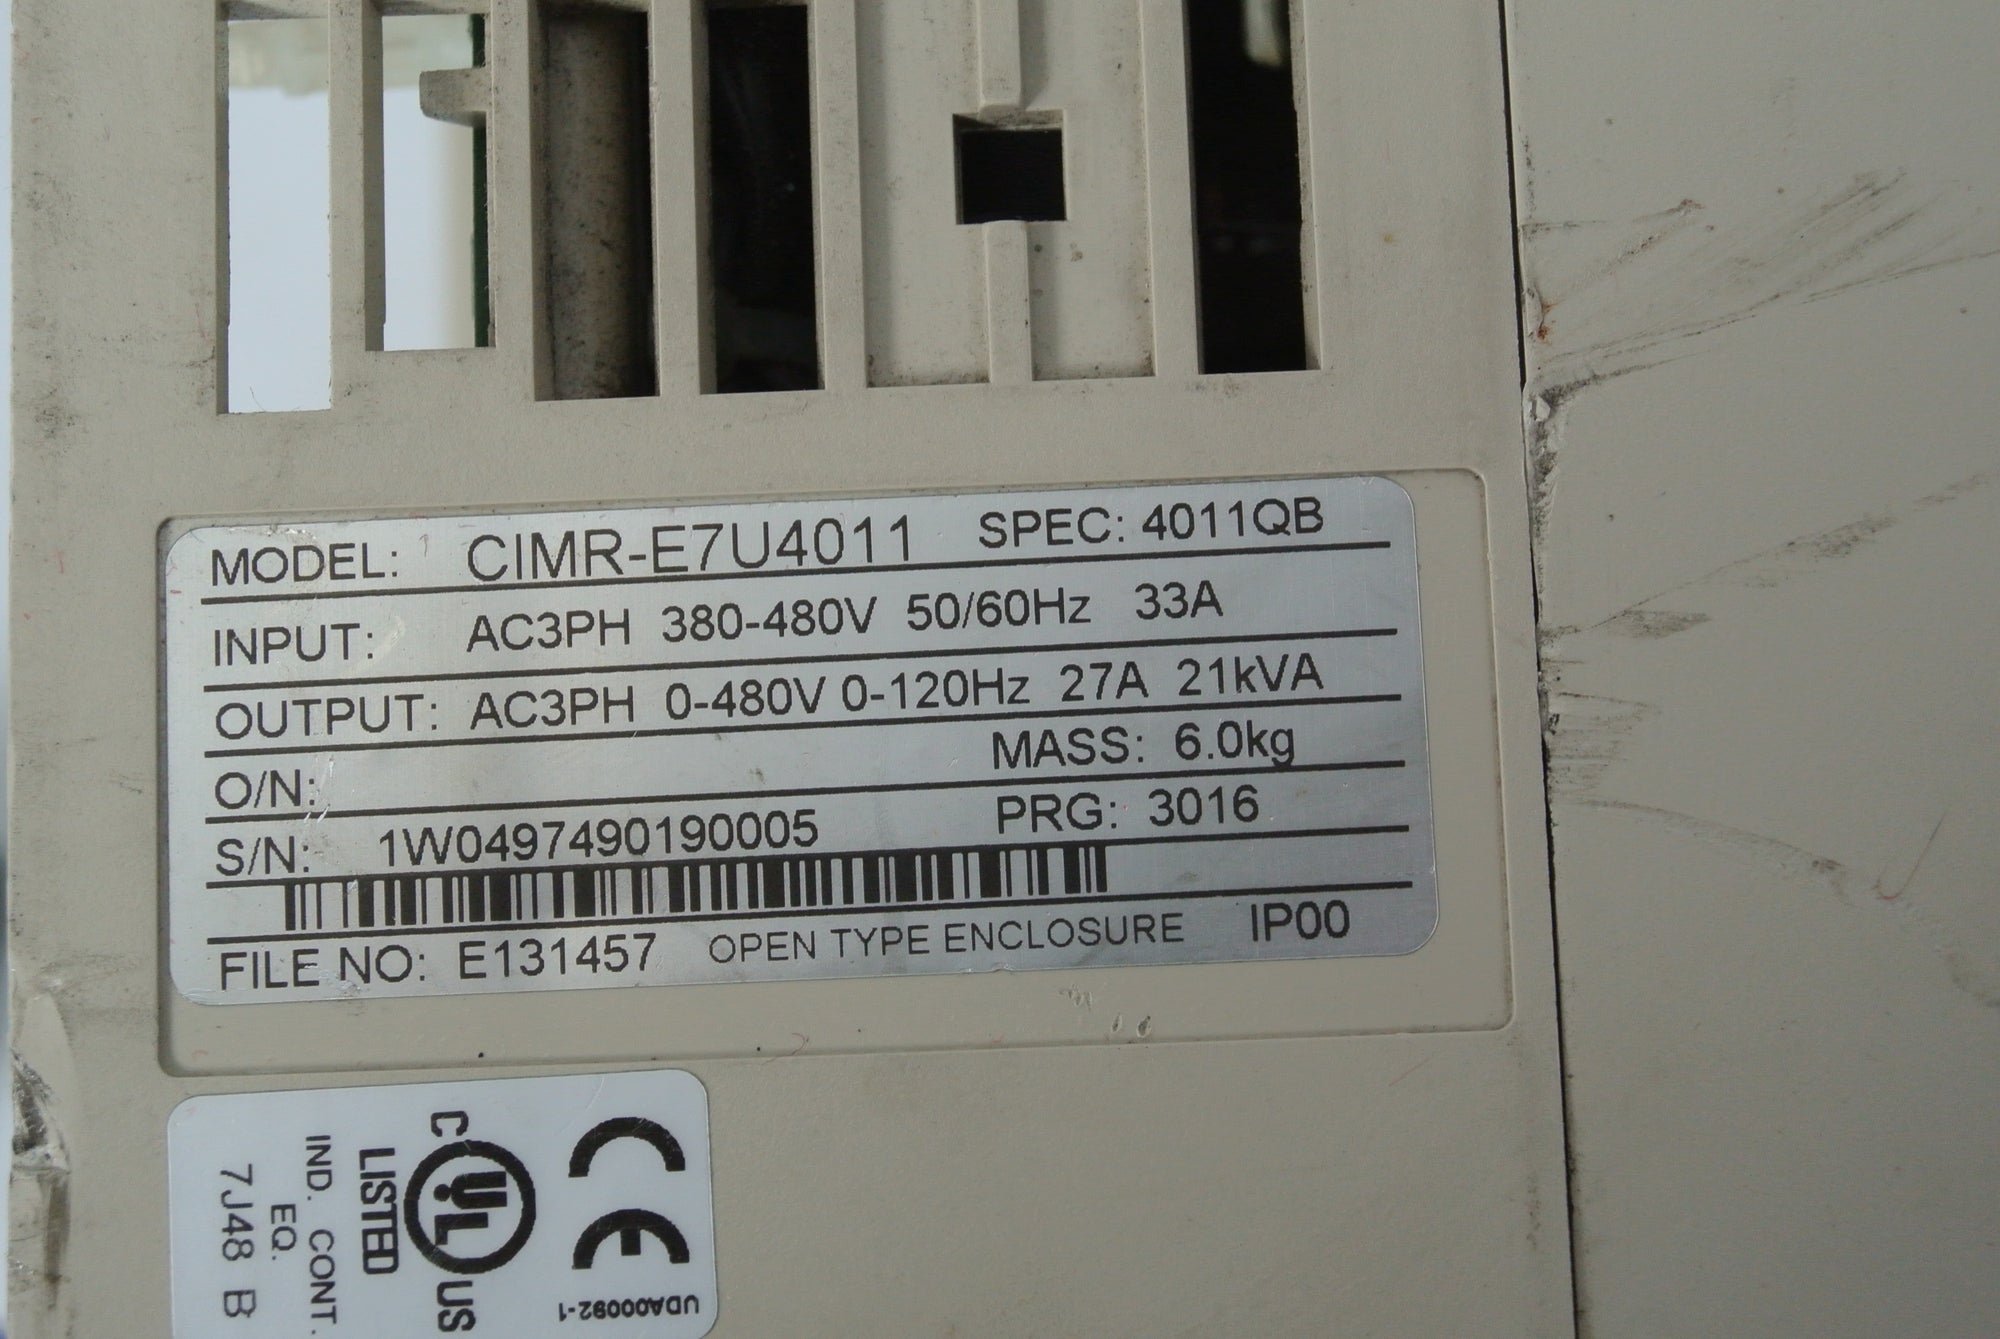 MODEL: CIMR-E7U4011 SPEC: 4011QB
INPUT: AC3PH 380-480V 50/60Hz 33A
OUTPUT: AC3PH 0-480V 0-120Hz 27A 21kVA
O/N: MASS: 6.0kg
S/N: 1W0497490190005 PRG: 3016
FILE NO: E131457 OPEN TYPE ENCLOSURE IP00
CE
UDA00092-1
C UL US
LISTED
IND. CONT.
EQ.
7J48 B